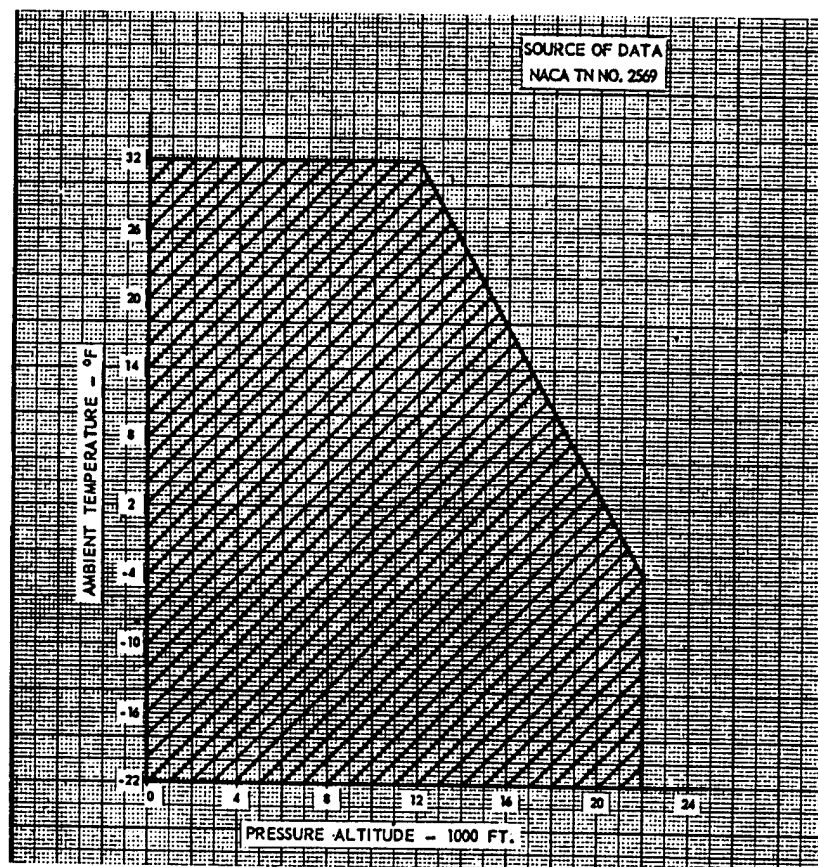 SOURCE OF DATA
NACA TN NO. 2569
32
26
20
14
8
2
-4
-10
-16
-22
AMBIENT TEMPERATURE - °F
0 4 8 12 16 20 24
PRESSURE ALTITUDE - 1000 FT.